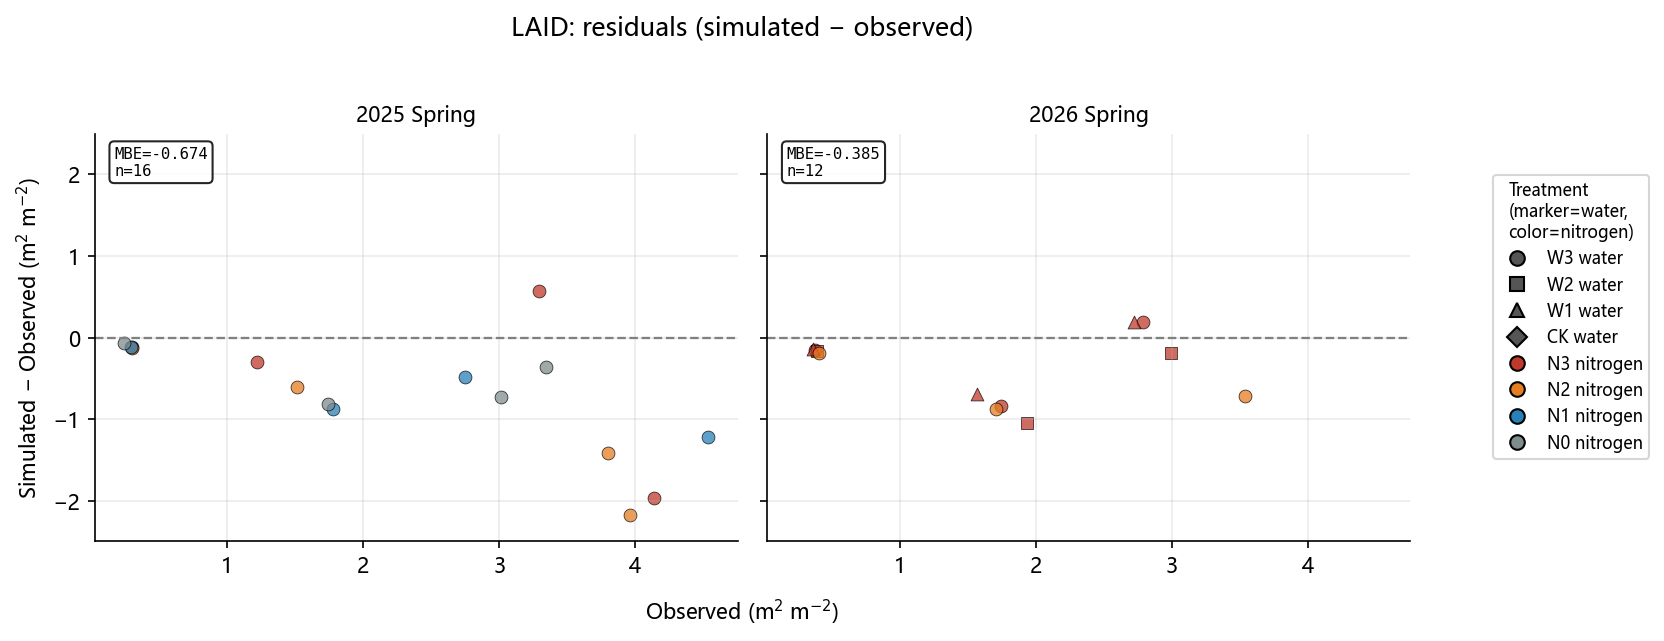 LAID: residuals (simulated − observed)
2025 Spring
MBE=-0.674
n=16
2
1
0
−1
−2
Simulated − Observed (m² m⁻²)
1
2
3
4
2026 Spring
MBE=-0.385
n=12
1
2
3
4
Observed (m² m⁻²)
Treatment
(marker=water,
color=nitrogen)
W3 water
W2 water
W1 water
CK water
N3 nitrogen
N2 nitrogen
N1 nitrogen
N0 nitrogen